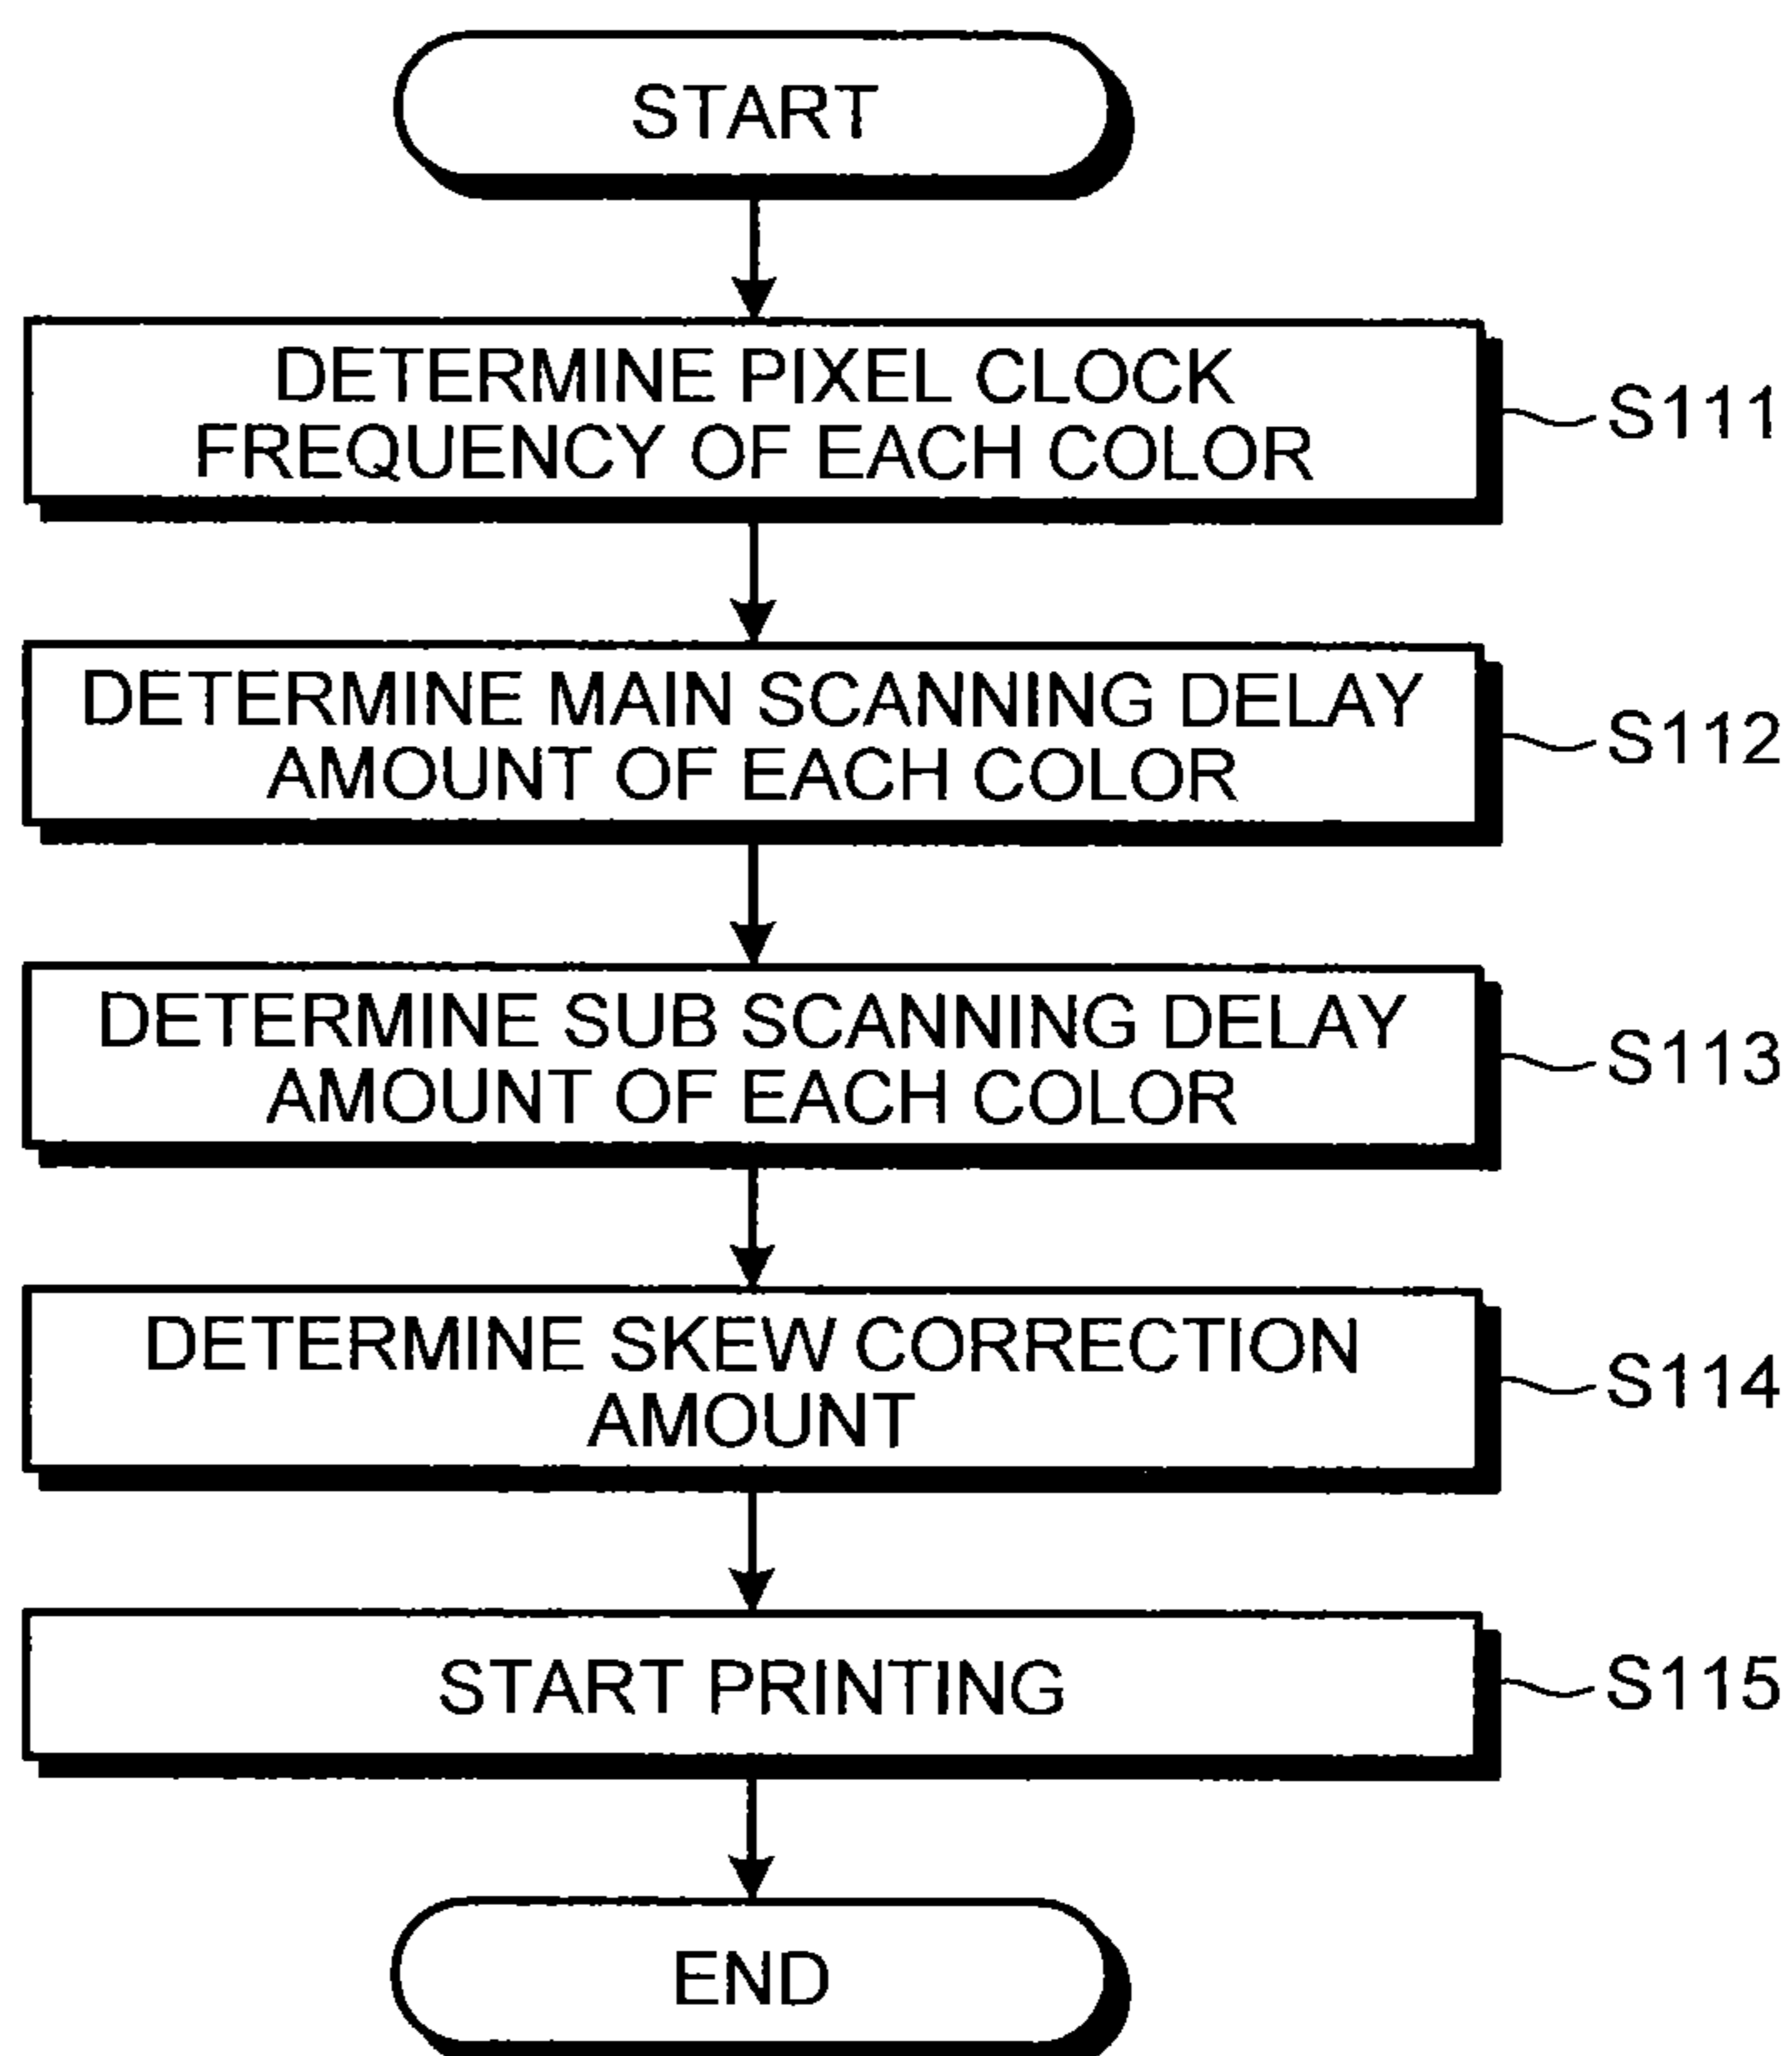 START
DETERMINE PIXEL CLOCK
FREQUENCY OF EACH COLOR
S111
DETERMINE MAIN SCANNING DELAY
AMOUNT OF EACH COLOR
S112
DETERMINE SUB SCANNING DELAY
AMOUNT OF EACH COLOR
S113
DETERMINE SKEW CORRECTION
AMOUNT
S114
START PRINTING
S115
END